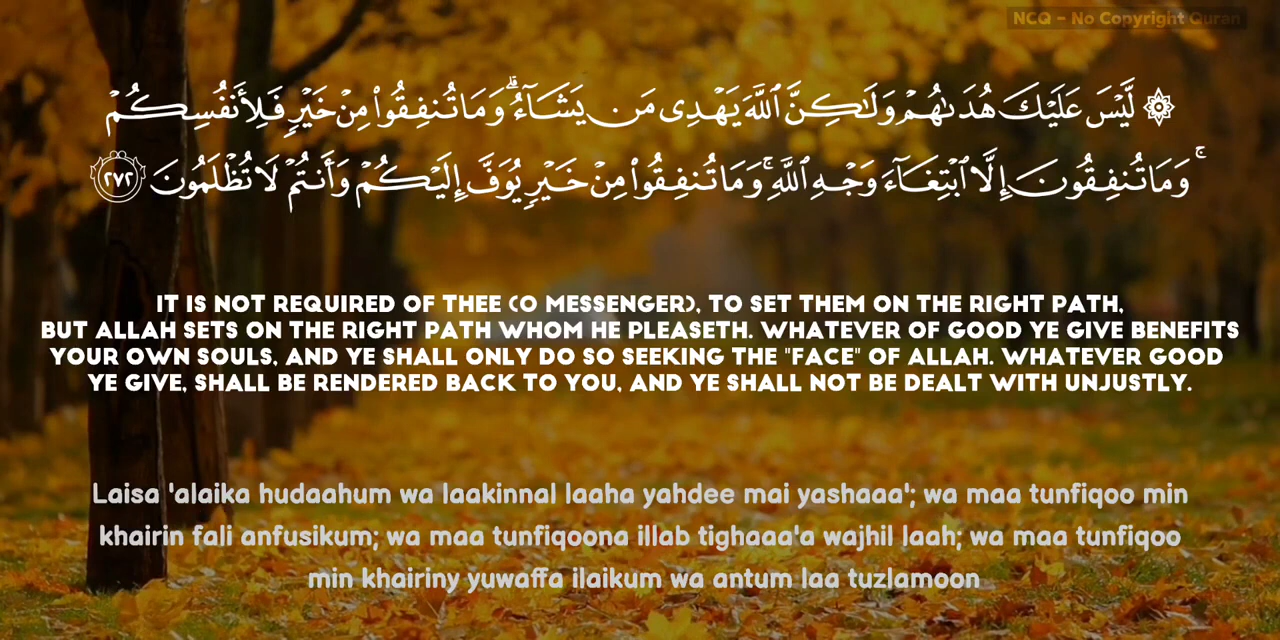 NCQ - No Copyright Quran
۞ لَّيْسَ عَلَيْكَ هُدَىٰهُمْ وَلَٰكِنَّ ٱللَّهَ يَهْدِى مَن يَشَآءُ ۗ وَمَا تُنفِقُوا۟ مِنْ خَيْرٍ فَلِأَنفُسِكُمْ
ۚ وَمَا تُنفِقُونَ إِلَّا ٱبْتِغَآءَ وَجْهِ ٱللَّهِ ۚ وَمَا تُنفِقُوا۟ مِنْ خَيْرٍ يُوَفَّ إِلَيْكُمْ وَأَنتُمْ لَا تُظْلَمُونَ ٢٧٢
IT IS NOT REQUIRED OF THEE (O MESSENGER), TO SET THEM ON THE RIGHT PATH,
BUT ALLAH SETS ON THE RIGHT PATH WHOM HE PLEASETH. WHATEVER OF GOOD YE GIVE BENEFITS
YOUR OWN SOULS, AND YE SHALL ONLY DO SO SEEKING THE "FACE" OF ALLAH. WHATEVER GOOD
YE GIVE, SHALL BE RENDERED BACK TO YOU, AND YE SHALL NOT BE DEALT WITH UNJUSTLY.
Laisa 'alaika hudaahum wa laakinnal laaha yahdee mai yashaaa'; wa maa tunfiqoo min
khairin fali anfusikum; wa maa tunfiqoona illab tighaaa'a wajhil laah; wa maa tunfiqoo
min khairiny yuwaffa ilaikum wa antum laa tuzlamoon